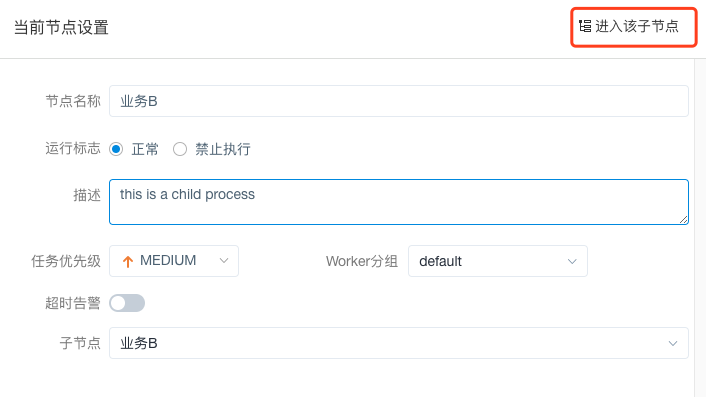 当前节点设置 进入该子节点
节点名称 业务B
运行标志 正常 禁止执行
描述 this is a child process
任务优先级 MEDIUM Worker分组 default
超时告警
子节点 业务B